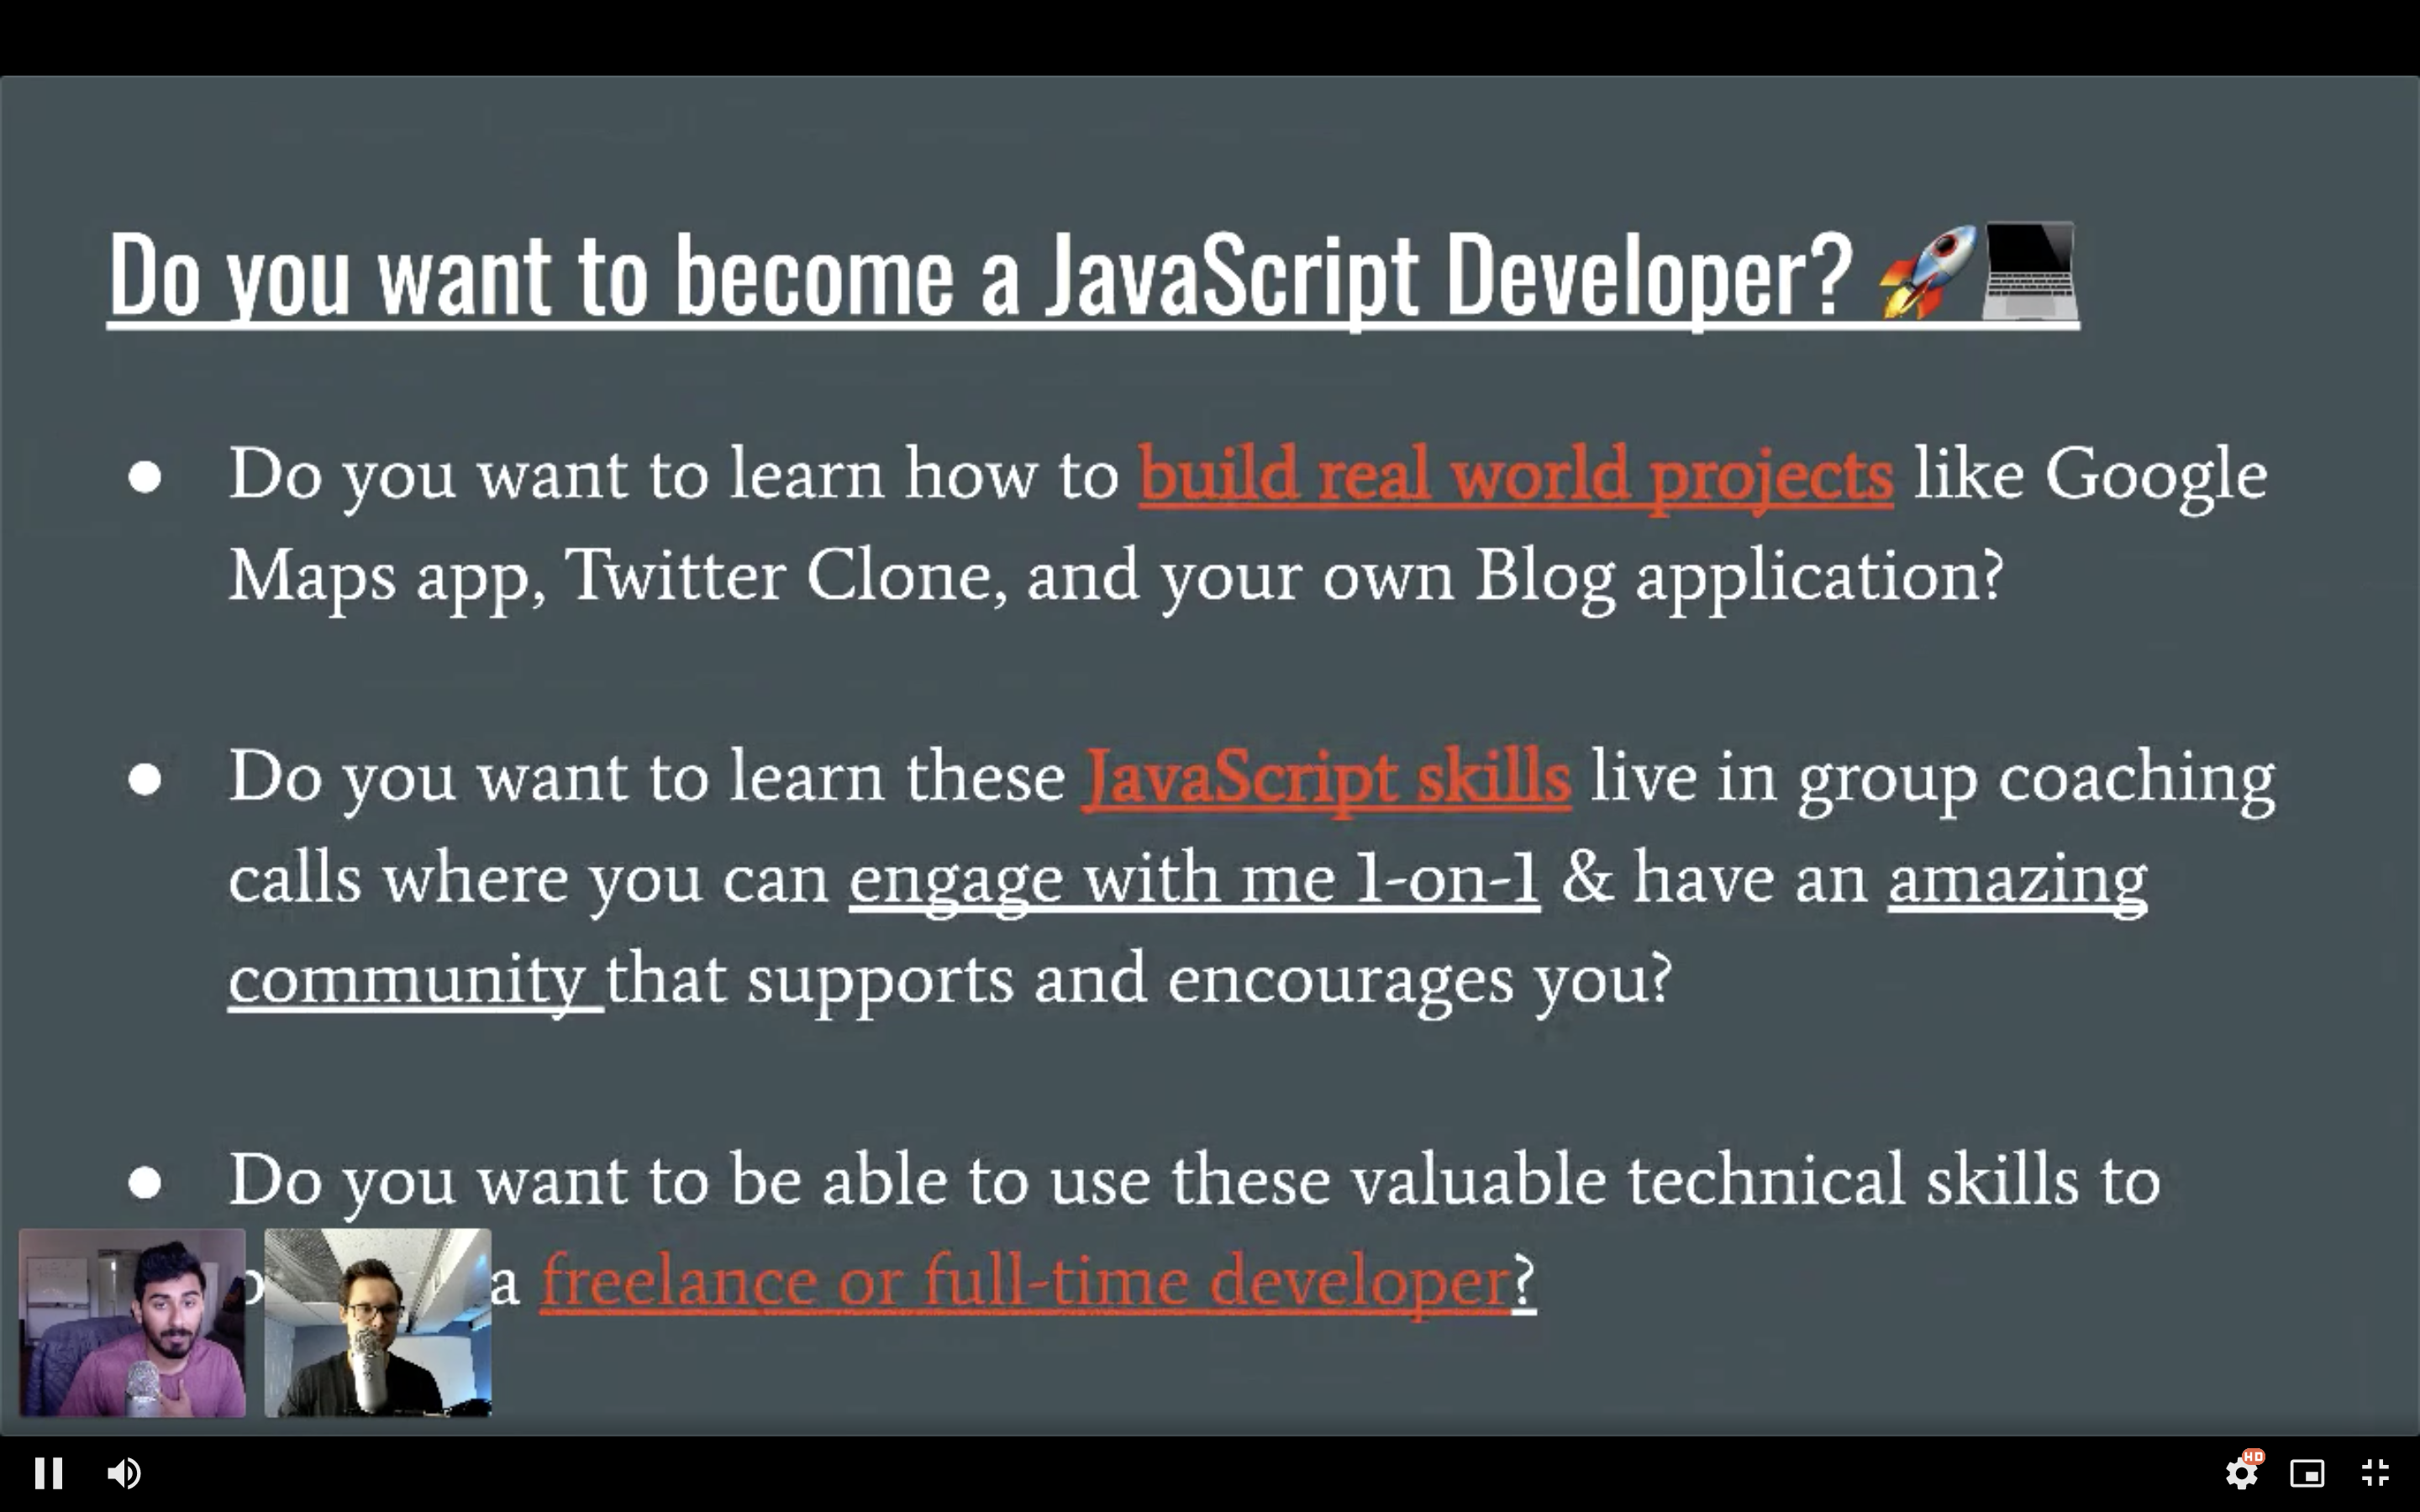 Do you want to become a JavaScript Developer? 🚀💻
● Do you want to learn how to build real world projects like Google
Maps app, Twitter Clone, and your own Blog application?
● Do you want to learn these JavaScript skills live in group coaching
calls where you can engage with me 1-on-1 & have an amazing
community that supports and encourages you?
● Do you want to be able to use these valuable technical skills to
a freelance or full-time developer?
HD